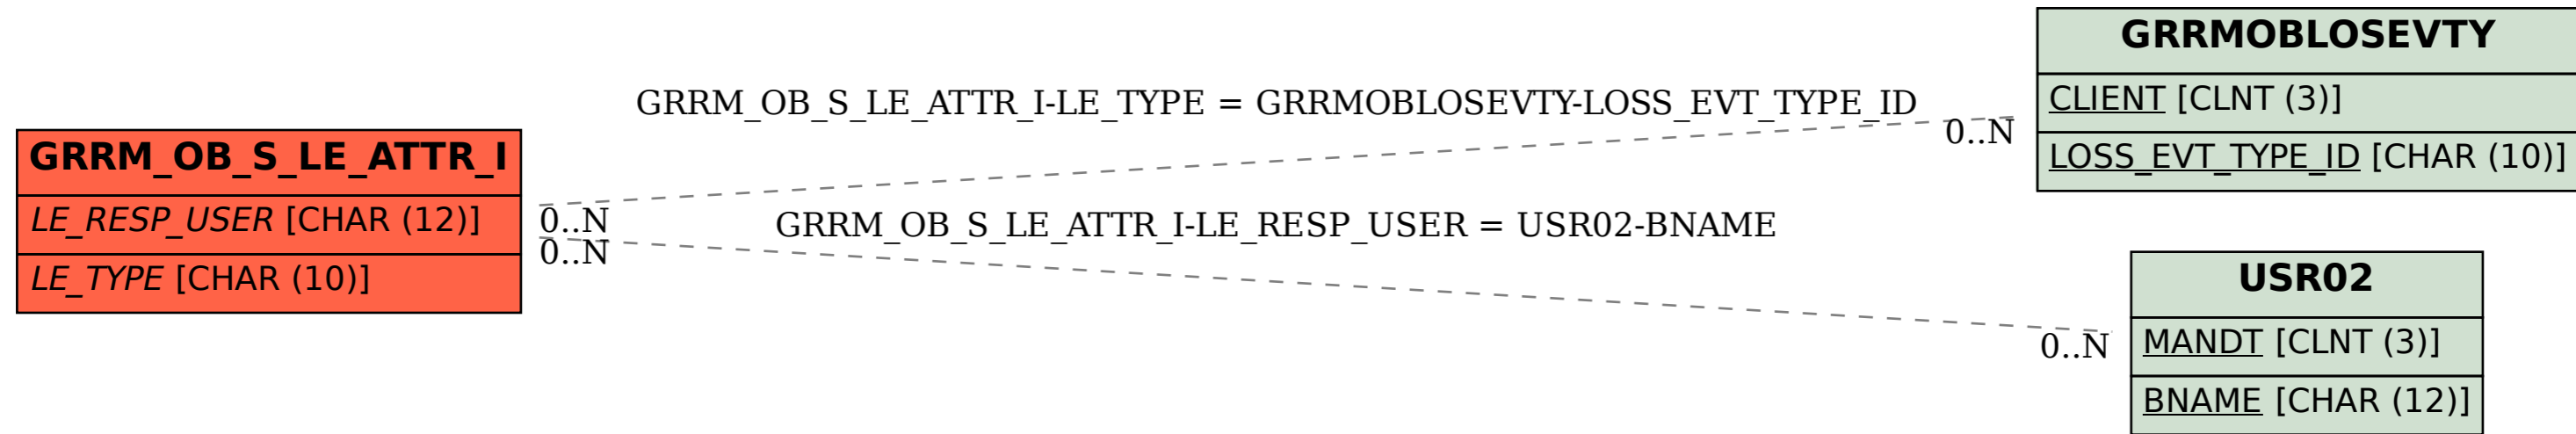 GRRMOBLOSEVTY
CLIENT [CLNT (3)]
LOSS_EVT_TYPE_ID [CHAR (10)]
GRRM_OB_S_LE_ATTR_I-LE_TYPE = GRRMOBLOSEVTY-LOSS_EVT_TYPE_ID
0..N
GRRM_OB_S_LE_ATTR_I
LE_RESP_USER [CHAR (12)]
LE_TYPE [CHAR (10)]
0..N
0..N
GRRM_OB_S_LE_ATTR_I-LE_RESP_USER = USR02-BNAME
0..N
USR02
MANDT [CLNT (3)]
BNAME [CHAR (12)]